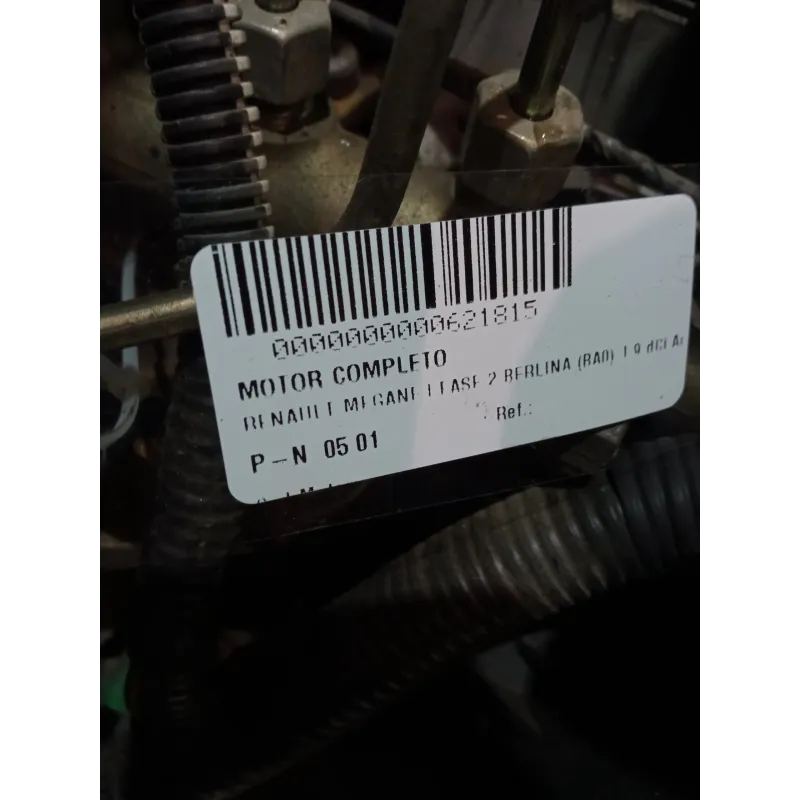 0000000000621815
MOTOR COMPLETO
RENAULT MEGANE I FASE 2 BERLINA (BA0) 1.9 dCi
Ref.:
P-N 05 01